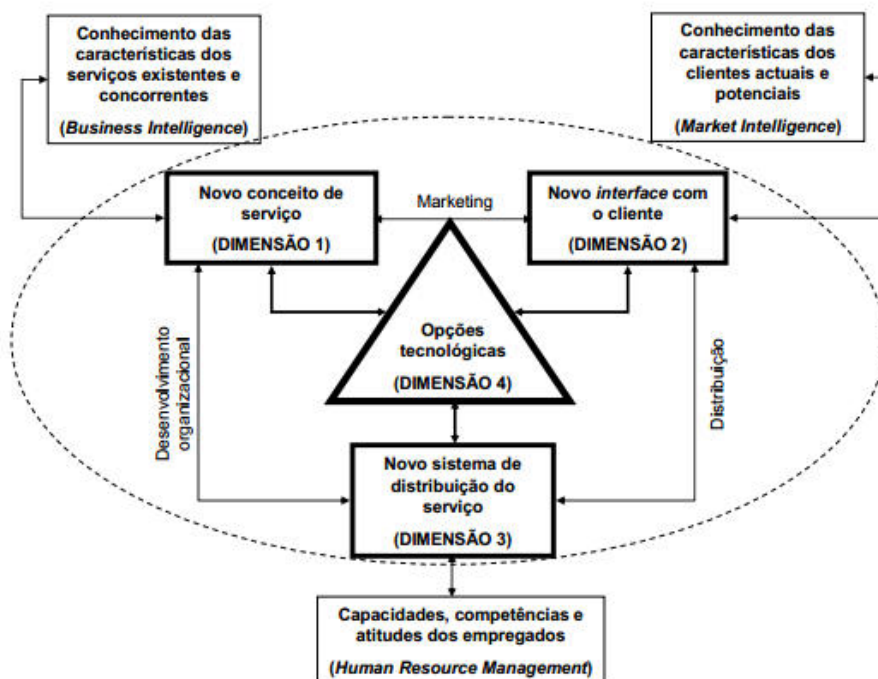 Conhecimento das
características dos
serviços existentes e
concorrentes
(Business Intelligence)
Conhecimento das
características dos
clientes actuais e
potenciais
(Market Intelligence)
Novo conceito de
serviço
(DIMENSÃO 1)
Marketing
Novo interface com
o cliente
(DIMENSÃO 2)
Opções
tecnológicas
(DIMENSÃO 4)
Desenvolvimento
organizacional
Distribuição
Novo sistema de
distribuição do
serviço
(DIMENSÃO 3)
Capacidades, competências e
atitudes dos empregados
(Human Resource Management)